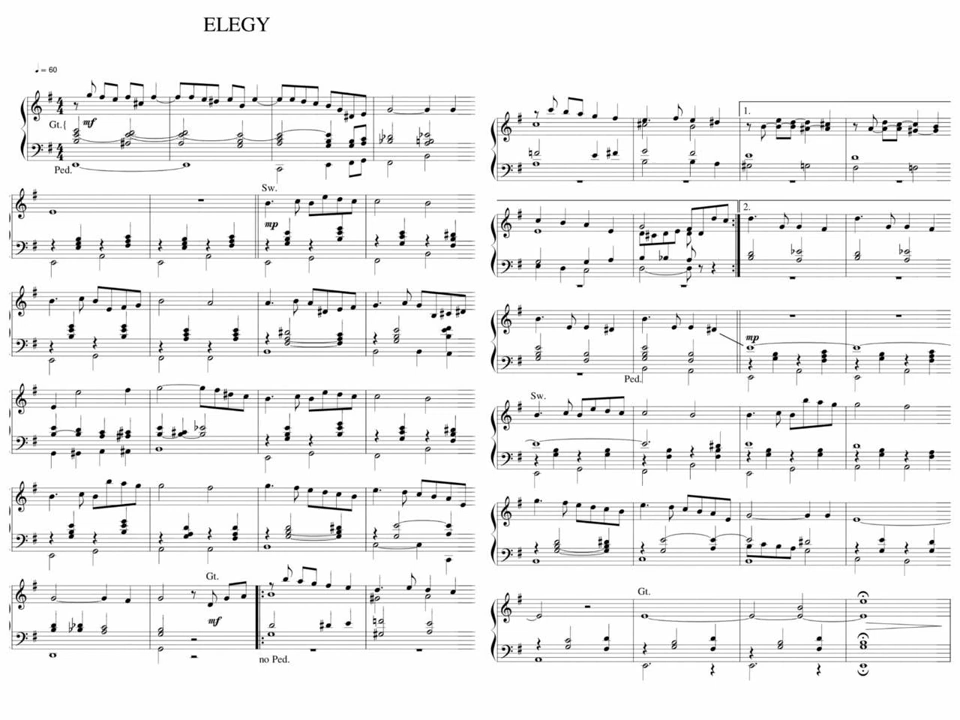 ELEGY
♩ = 60
Gt.{
mf
Ped.
Sw.
mp
Gt.
mf
no Ped.
1.
2.
mp
Ped.
Sw.
Gt.